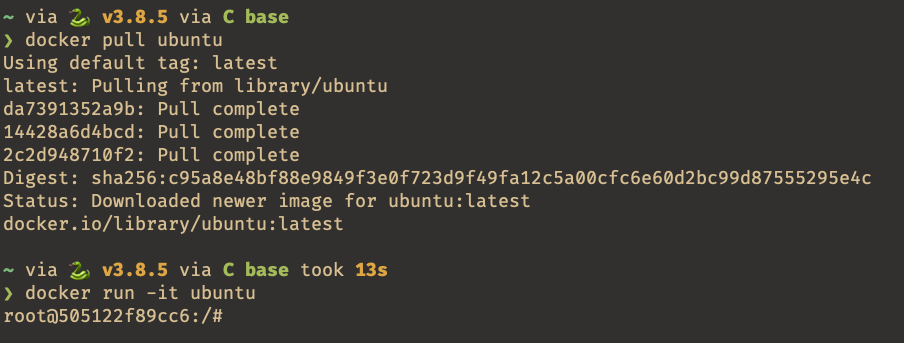 ~ via 🐍 v3.8.5 via C base
❯ docker pull ubuntu
Using default tag: latest
latest: Pulling from library/ubuntu
da7391352a9b: Pull complete
14428a6d4bcd: Pull complete
2c2d948710f2: Pull complete
Digest: sha256:c95a8e48bf88e9849f3e0f723d9f49fa12c5a00cfc6e60d2bc99d87555295e4c
Status: Downloaded newer image for ubuntu:latest
docker.io/library/ubuntu:latest
~ via 🐍 v3.8.5 via C base took 13s
❯ docker run -it ubuntu
root@505122f89cc6:/#